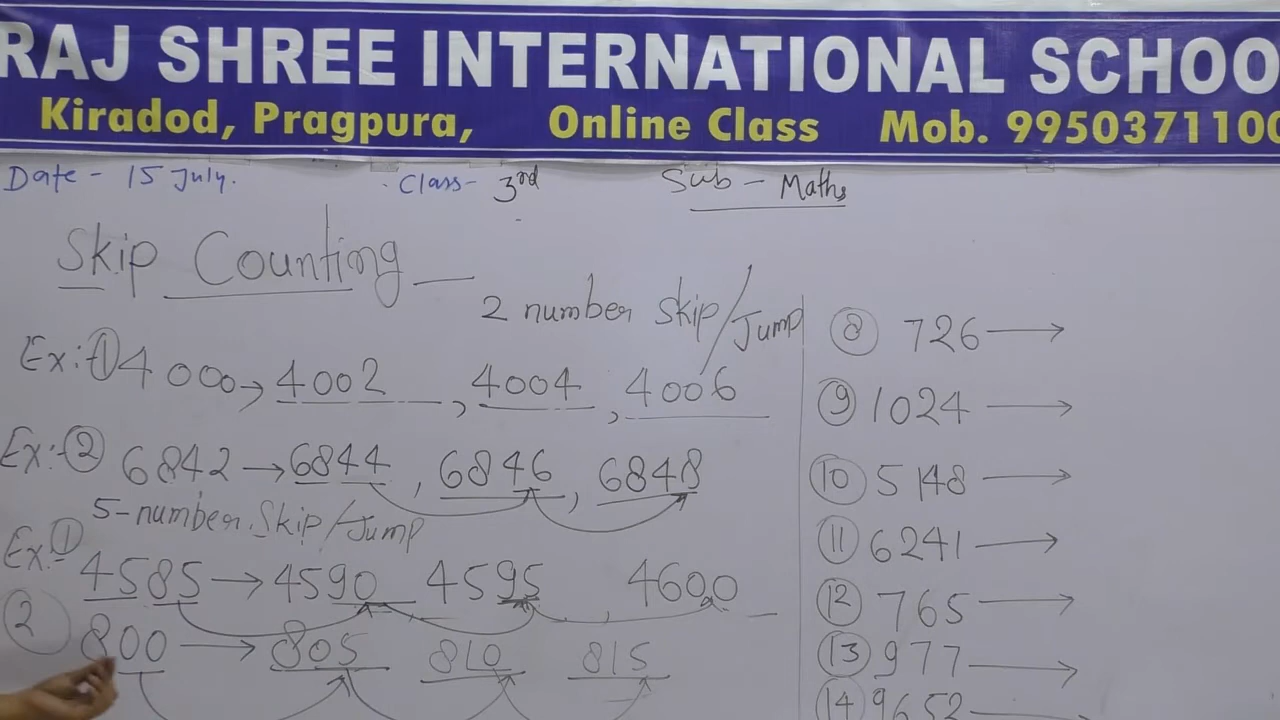 RAJ SHREE INTERNATIONAL SCHOO
Kiradod, Pragpura, Online Class Mob. 9950371100
Date - 15 July. Class - 3rd Sub - Maths
Skip Counting
2 number Skip/Jump
Ex:-① 4000→ 4002, 4004, 4006
Ex:-② 6842→ 6844, 6846, 6848
5-number Skip/Jump
Ex:-① 4585→ 4590 4595, 4600
② 800→ 805 810 815
⑧ 726→
⑨ 1024→
⑩ 5148→
⑪ 6241→
⑫ 765→
⑬ 977→
⑭ 9652→